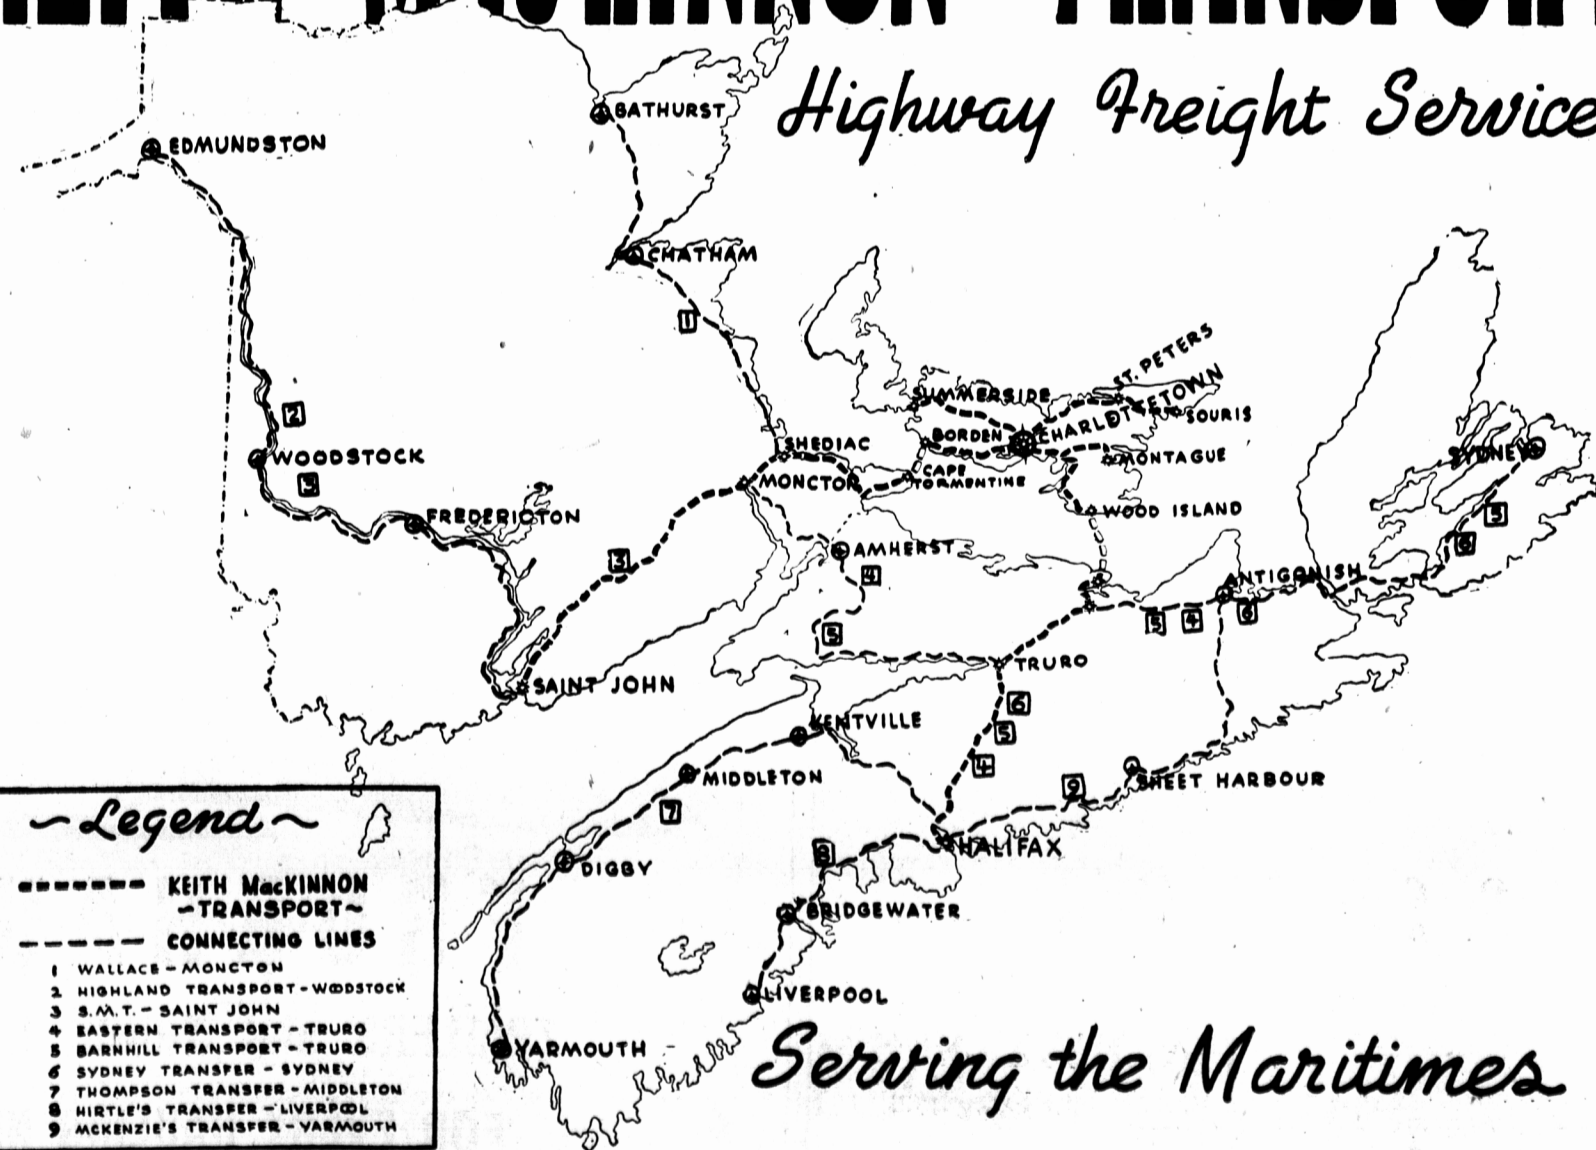 KEITH MACKINNON TRANSPORT
Highway Freight Service
BATHURST
EDMUNDSTON
CHATHAM
1
ST. PETERS
SUMMERSIDE
CHARLOTTETOWN
2
SOURIS
BORDEN
SHEDIAC
SYDNEY
WOODSTOCK
MONTAGUE
CAPE
TORMENTINE
MONCTON
3
WOOD ISLAND
5
FREDERICTON
6
AMHERST
3
4
ANTIGONISH
5
4
6
5
TRURO
SAINT JOHN
6
KENTVILLE
5
4
MIDDLETON
SHEET HARBOUR
9
7
HALIFAX
8
DIGBY
BRIDGEWATER
LIVERPOOL
YARMOUTH
~Legend~
KEITH MacKINNON
~TRANSPORT~
CONNECTING LINES
1 WALLACE - MONCTON
2 HIGHLAND TRANSPORT - WOODSTOCK
3 S.M.T. - SAINT JOHN
4 EASTERN TRANSPORT - TRURO
5 BARNHILL TRANSPORT - TRURO
6 SYDNEY TRANSFER - SYDNEY
7 THOMPSON TRANSFER - MIDDLETON
8 HIRTLE'S TRANSFER - LIVERPOOL
9 MCKENZIE'S TRANSFER - YARMOUTH
Serving the Maritimes